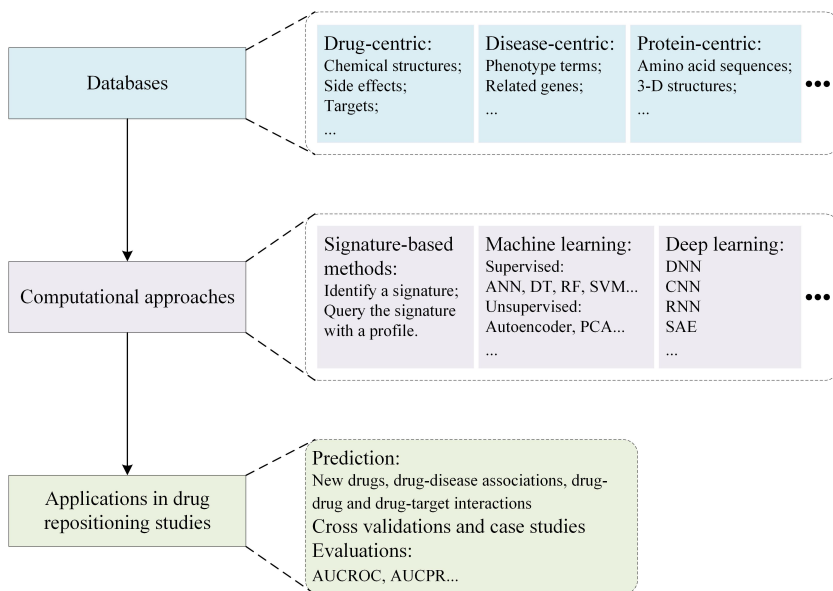 Databases
Drug-centric:
Chemical structures;
Side effects;
Targets;
...
Disease-centric:
Phenotype terms;
Related genes;
...
Protein-centric:
Amino acid sequences;
3-D structures;
...
•••
Computational approaches
Signature-based
methods:
Identify a signature;
Query the signature
with a profile.
Machine learning:
Supervised:
ANN, DT, RF, SVM...
Unsupervised:
Autoencoder, PCA...
...
Deep learning:
DNN
CNN
RNN
SAE
...
•••
Applications in drug
repositioning studies
Prediction:
New drugs, drug-disease associations, drug-
drug and drug-target interactions
Cross validations and case studies
Evaluations:
AUCROC, AUCPR...